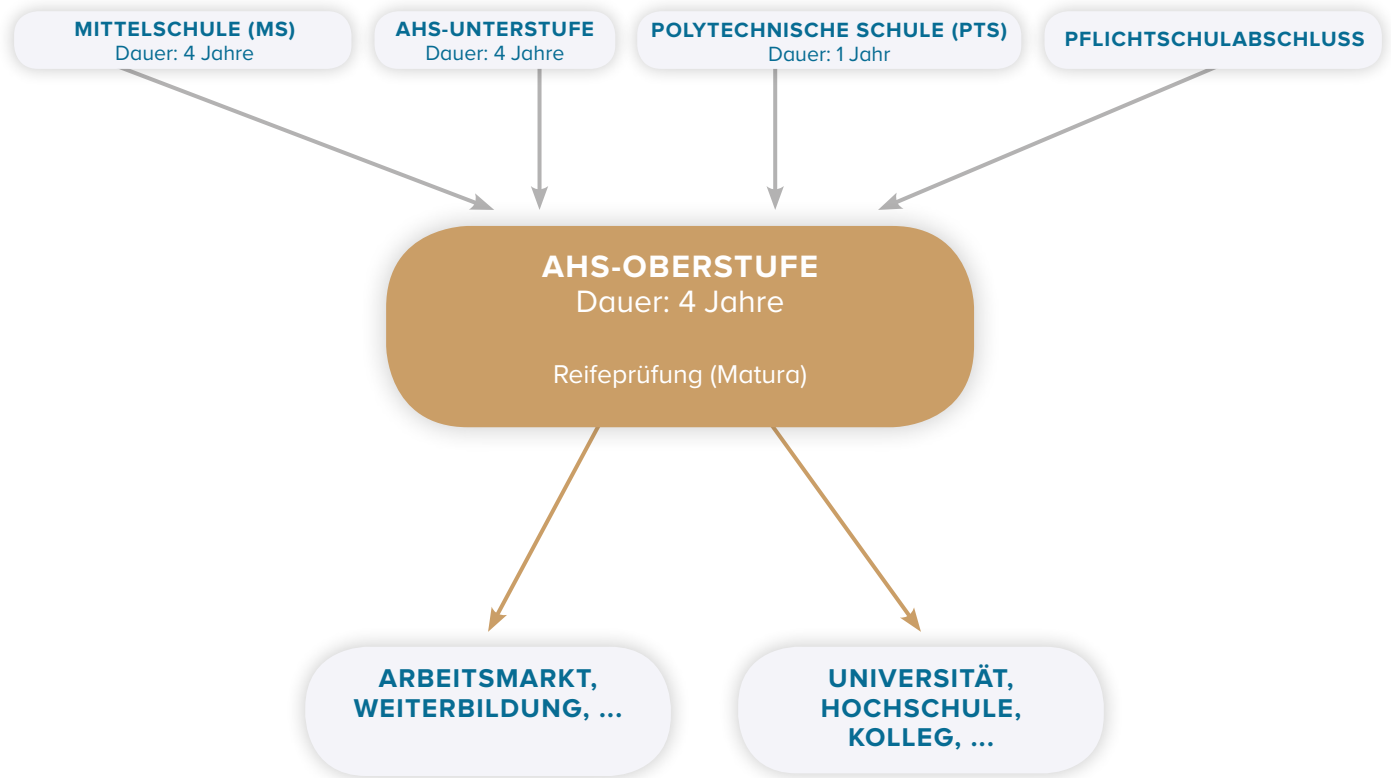 MITTELSCHULE (MS)
Dauer: 4 Jahre
AHS-UNTERSTUFE
Dauer: 4 Jahre
POLYTECHNISCHE SCHULE (PTS)
Dauer: 1 Jahr
PFLICHTSCHULABSCHLUSS
AHS-OBERSTUFE
Dauer: 4 Jahre
Reifeprüfung (Matura)
ARBEITSMARKT,
WEITERBILDUNG, ...
UNIVERSITÄT,
HOCHSCHULE,
KOLLEG, ...